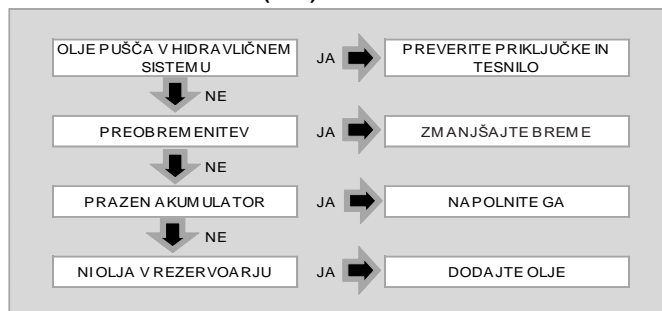 OLJE PUŠČA V HIDRAVLIČNEM
SISTEMU
JA
PREVERITE PRIKLJUČKE IN
TESNILO
NE
PREOBREMENITEV
JA
ZMANJŠAJTE BREME
NE
PRAZEN AKUMULATOR
JA
NAPOLNITE GA
NE
NI OLJA V REZERVOARJU
JA
DODAJTE OLJE